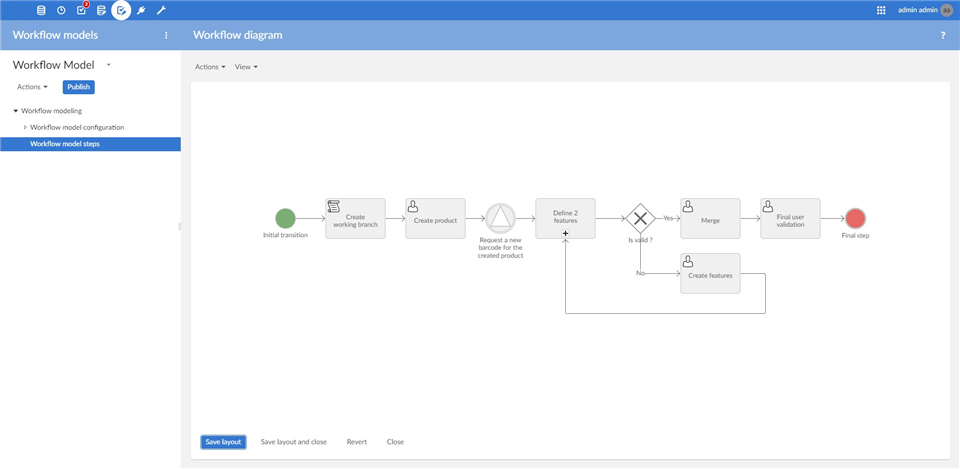 2
admin admin
aa
Workflow models
Workflow diagram
?
Workflow Model
Actions
View
Actions
Publish
Workflow modeling
Workflow model configuration
Workflow model steps
Initial transition
Create
working branch
Create product
Request a new
barcode for the
created product
Define 2
features
Is valid ?
Yes
No
Merge
Create features
Final user
validation
Final step
Save layout
Save layout and close
Revert
Close